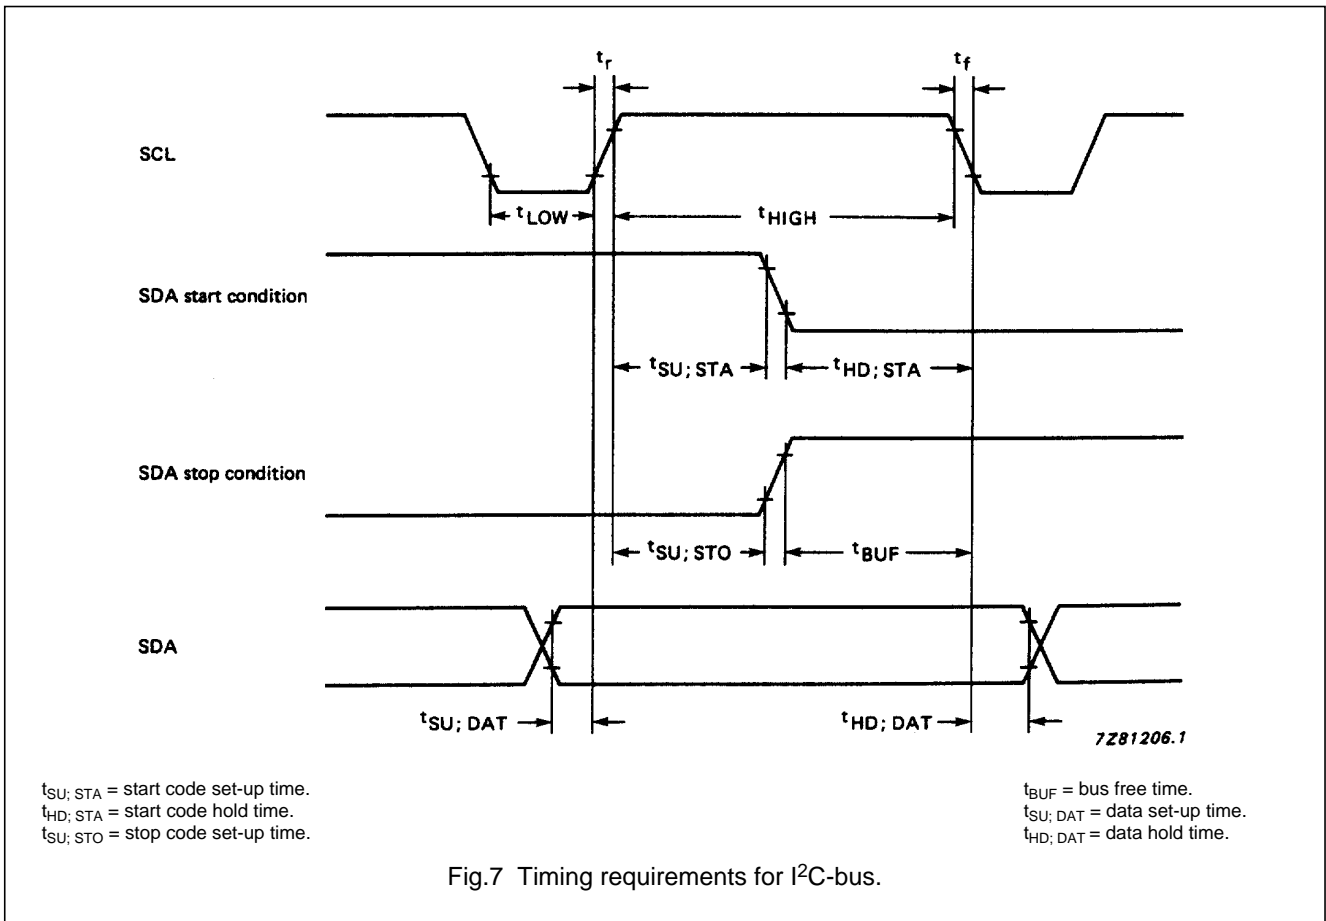 tr
tf
SCL
tLOW
tHIGH
SDA start condition
tSU; STA
tHD; STA
SDA stop condition
tSU; STO
tBUF
SDA
tSU; DAT
tHD; DAT
7Z81206.1
tSU; STA = start code set-up time.
tHD; STA = start code hold time.
tSU; STO = stop code set-up time.
tBUF = bus free time.
tSU; DAT = data set-up time.
tHD; DAT = data hold time.
Fig.7 Timing requirements for I2C-bus.